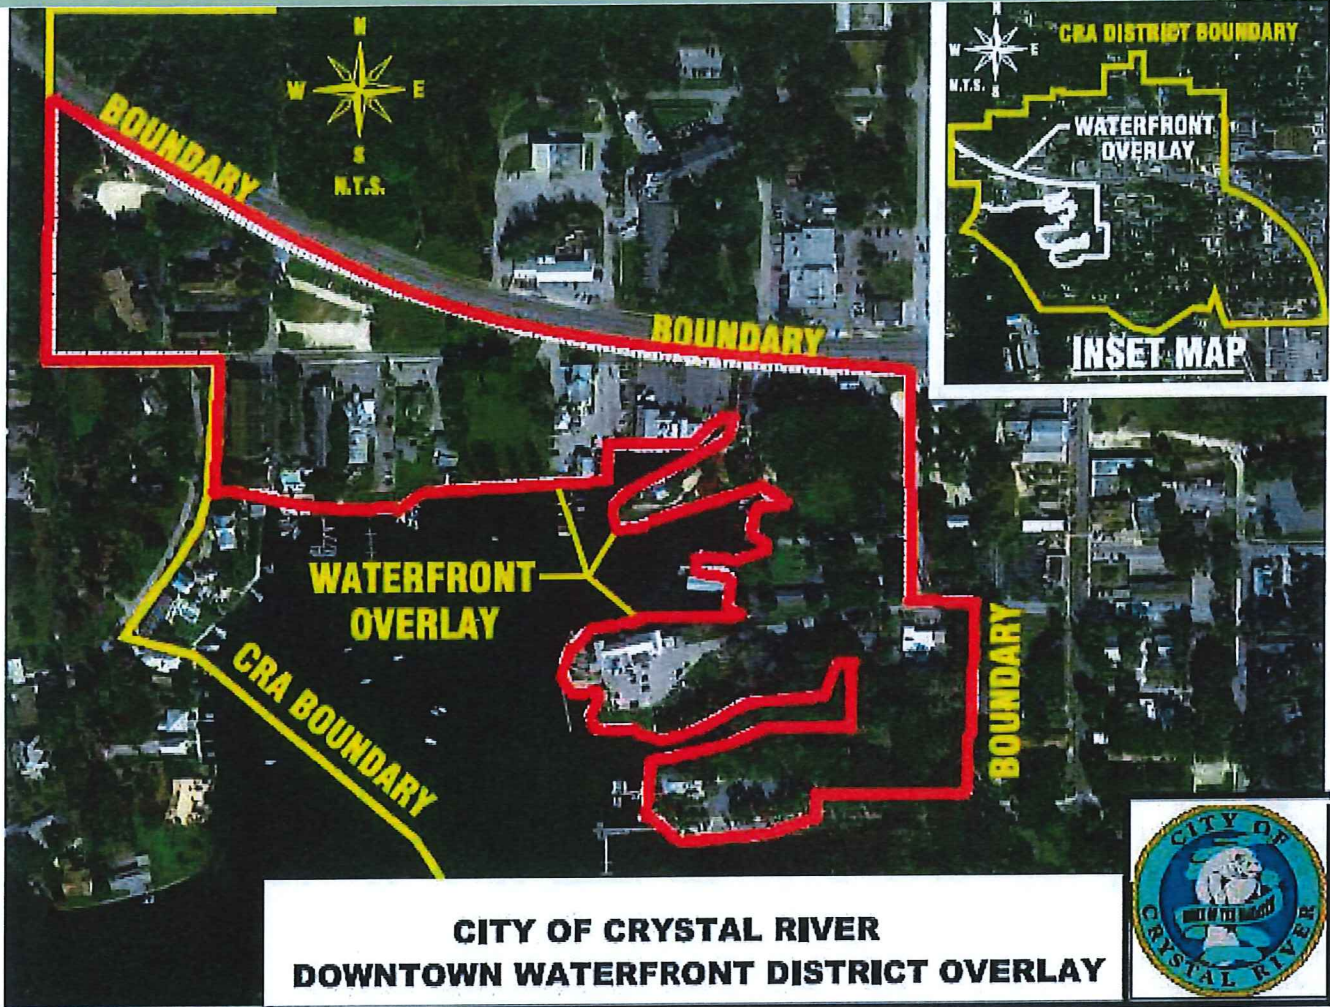 N
W E
S
N.T.S.
BOUNDARY
BOUNDARY
WATERFRONT
OVERLAY
CRA BOUNDARY
BOUNDARY
N
W E
S
N.T.S.
CRA DISTRICT BOUNDARY
WATERFRONT
OVERLAY
INSET MAP
CITY OF CRYSTAL RIVER
DOWNTOWN WATERFRONT DISTRICT OVERLAY
CITY OF
CRYSTAL RIVER